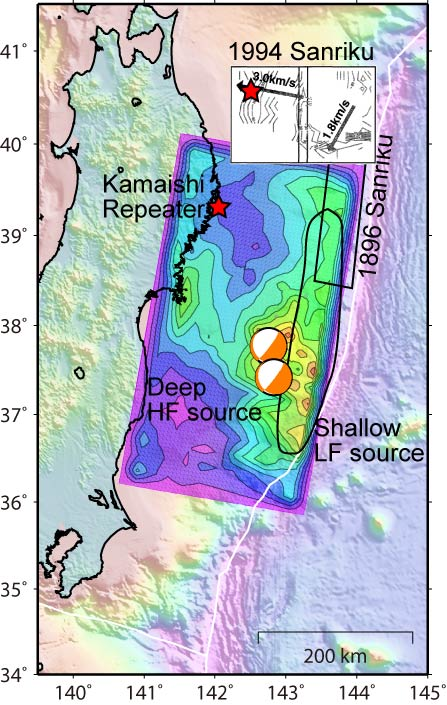 1994 Sanriku
3.0km/s
1.8km/s
1896 Sanriku
Kamaishi
Repeater
Deep
HF source
Shallow
LF source
200 km
41°
40°
39°
38°
37°
36°
35°
34°
140°
141°
142°
143°
144°
145°